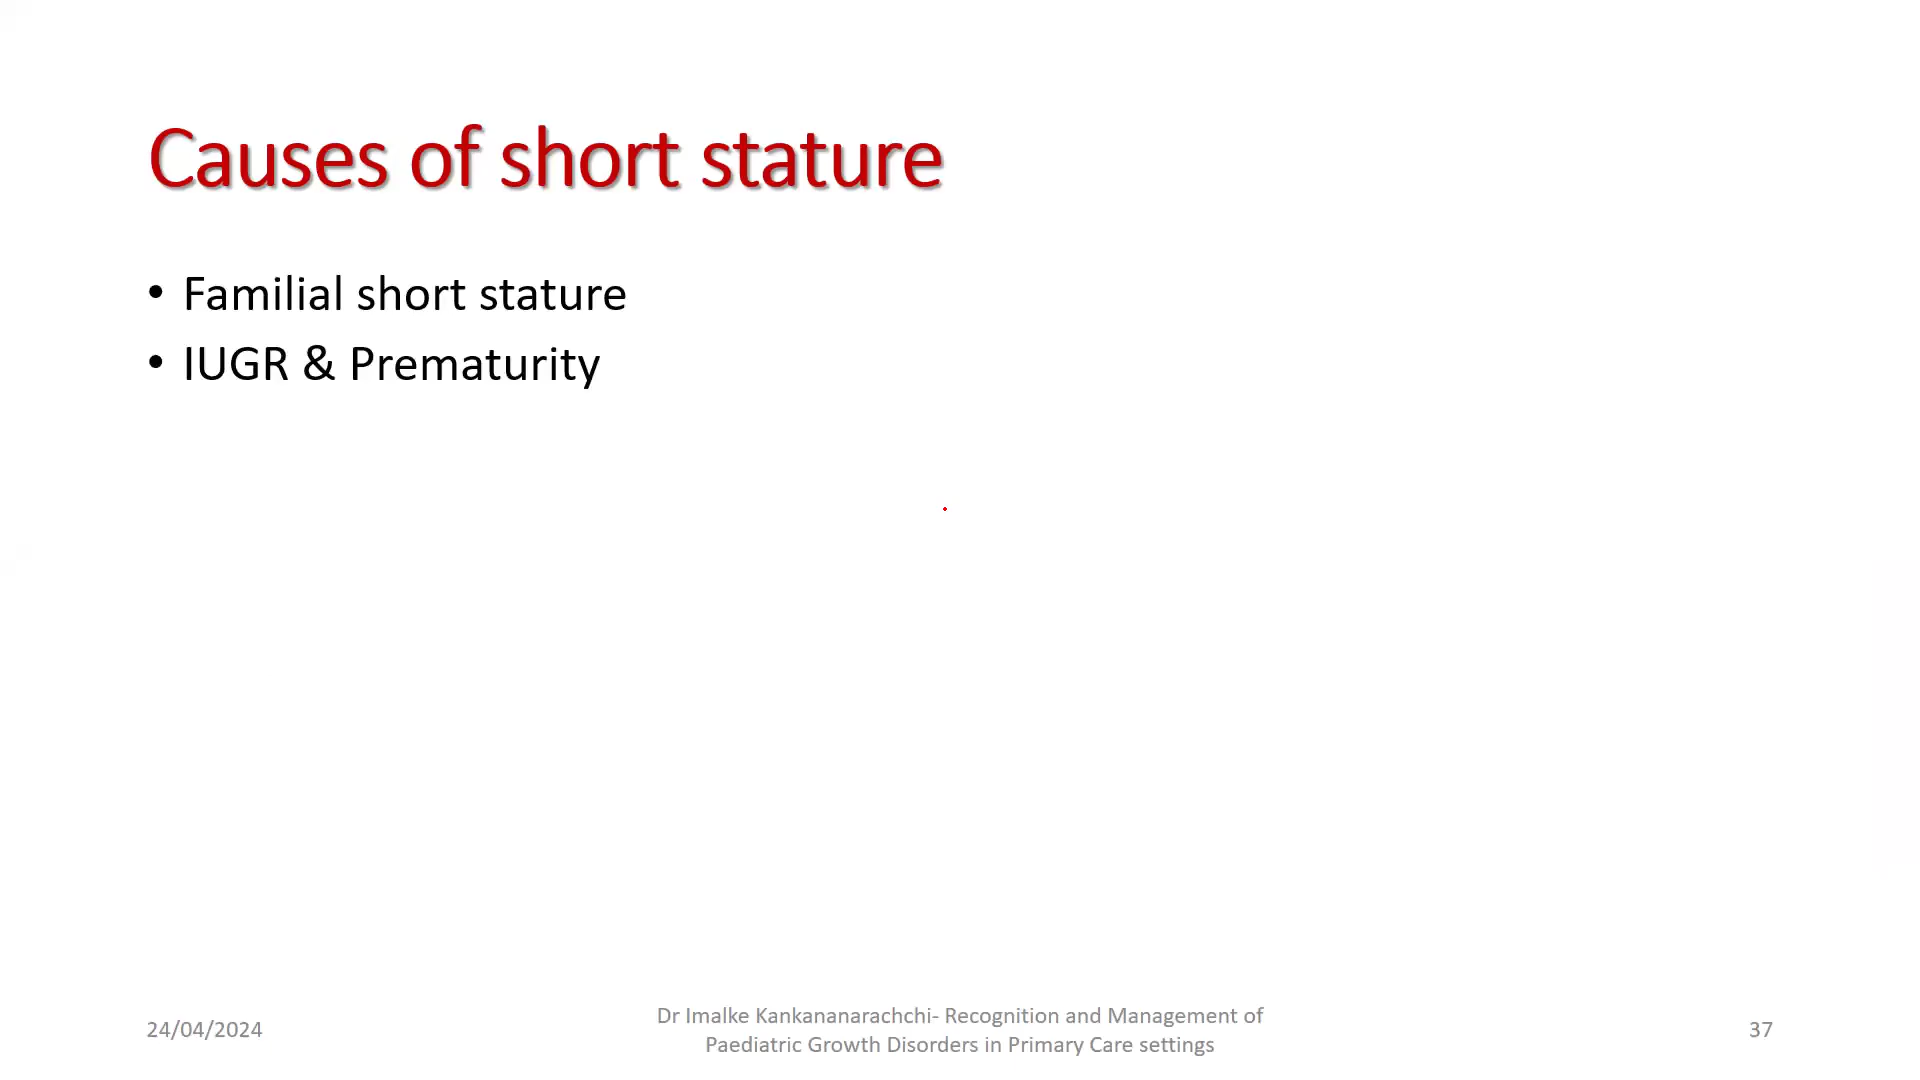 Causes of short stature
• Familial short stature
• IUGR & Prematurity
24/04/2024
Dr Imalke Kankananarachchi- Recognition and Management of
Paediatric Growth Disorders in Primary Care settings
37